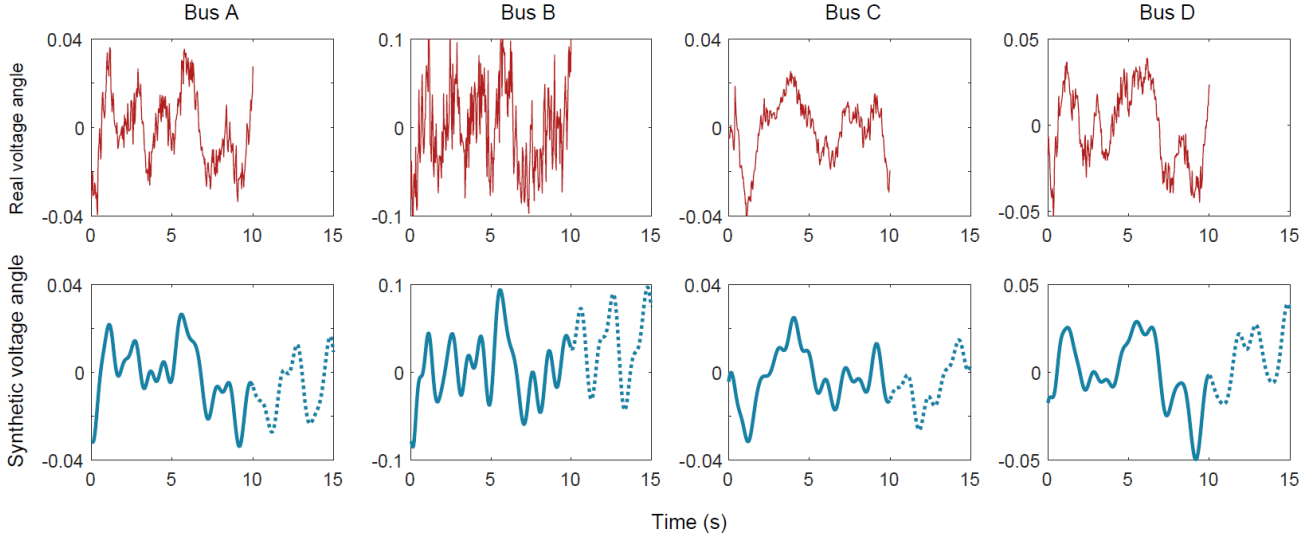 Bus A Bus B Bus C Bus D
Real voltage angle
0.04 0.1 0.04 0.05
0 0 0 0
-0.04 -0.1 -0.04 -0.05
0 5 10 15 0 5 10 15 0 5 10 15 0 5 10 15
Synthetic voltage angle
0.04 0.1 0.04 0.05
0 0 0 0
-0.04 -0.1 -0.04 -0.05
0 5 10 15 0 5 10 15 0 5 10 15 0 5 10 15
Time (s)